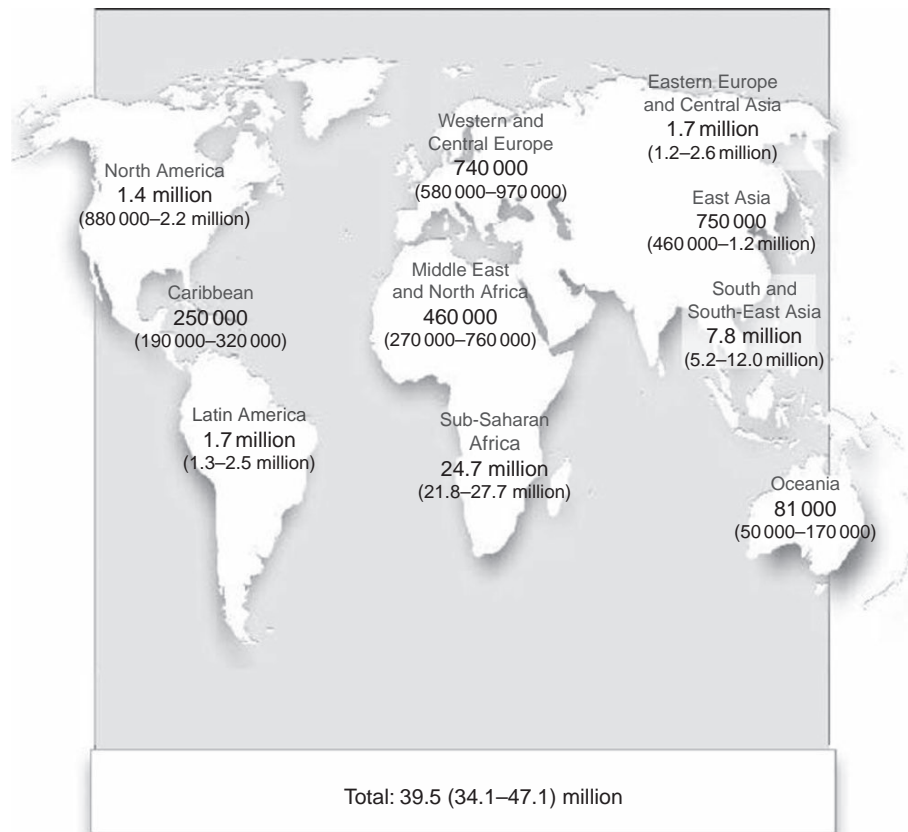 Eastern Europe
and Central Asia
1.7 million
(1.2–2.6 million)
Western and
Central Europe
740 000
(580 000–970 000)
North America
1.4 million
(880 000–2.2 million)
East Asia
750 000
(460 000–1.2 million)
Middle East
and North Africa
460 000
(270 000–760 000)
Caribbean
250 000
(190 000–320 000)
South and
South-East Asia
7.8 million
(5.2–12.0 million)
Latin America
1.7 million
(1.3–2.5 million)
Sub-Saharan
Africa
24.7 million
(21.8–27.7 million)
Oceania
81 000
(50 000–170 000)
Total: 39.5 (34.1–47.1) million